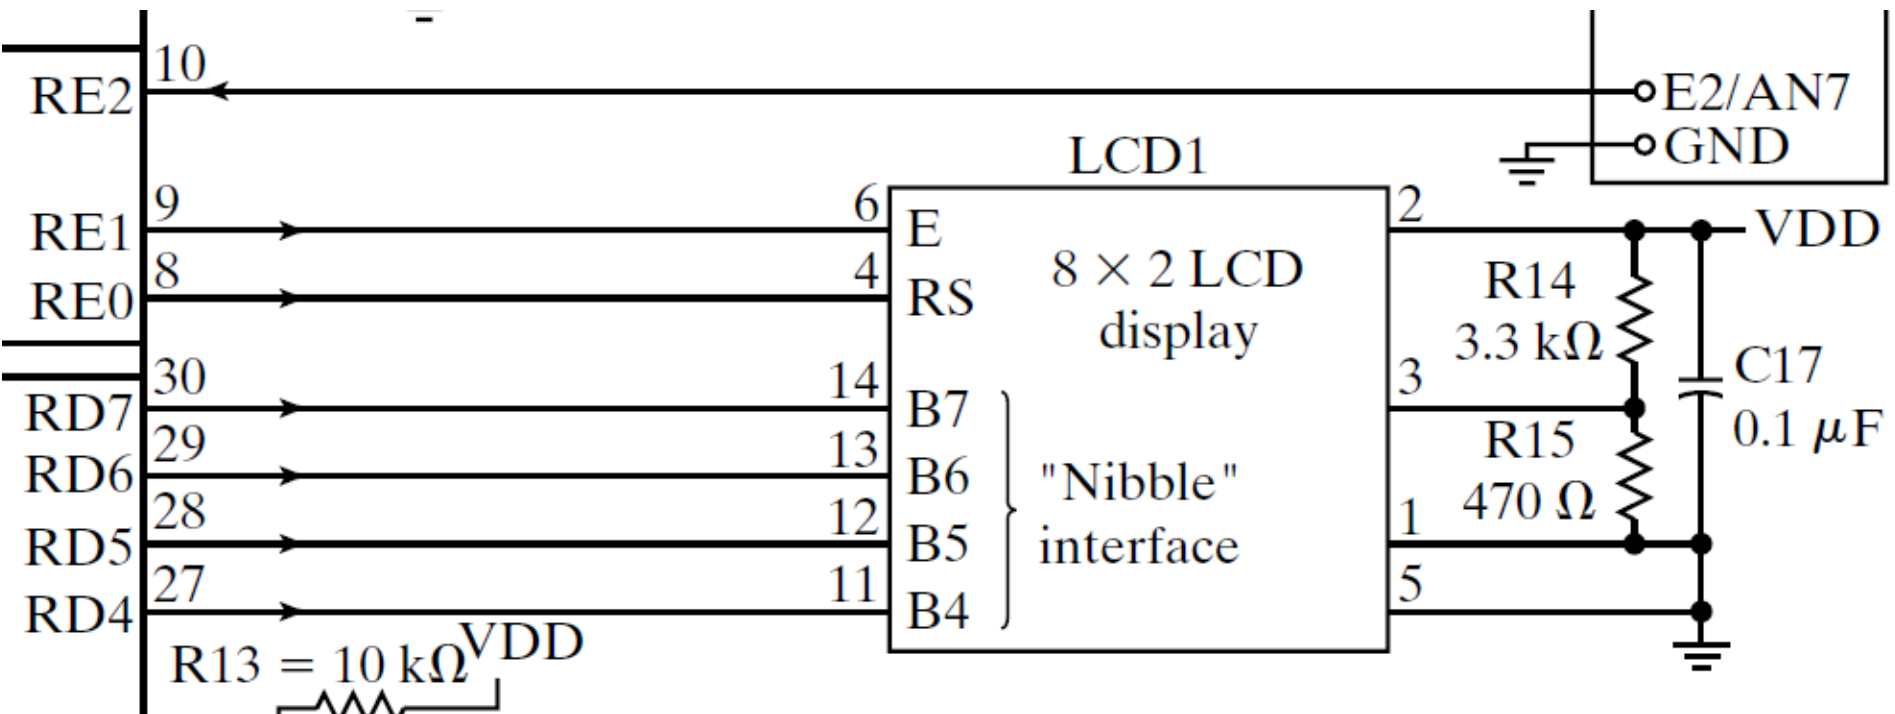 10
RE2
E2/AN7
GND
LCD1
9
RE1
6
E
2
VDD
8
RE0
4
RS
8 × 2 LCD
display
R14
3.3 kΩ
C17
0.1 μF
30
RD7
14
B7
3
29
RD6
13
B6
"Nibble"
interface
R15
470 Ω
28
RD5
12
B5
1
27
RD4
11
B4
5
R13 = 10 kΩ
VDD